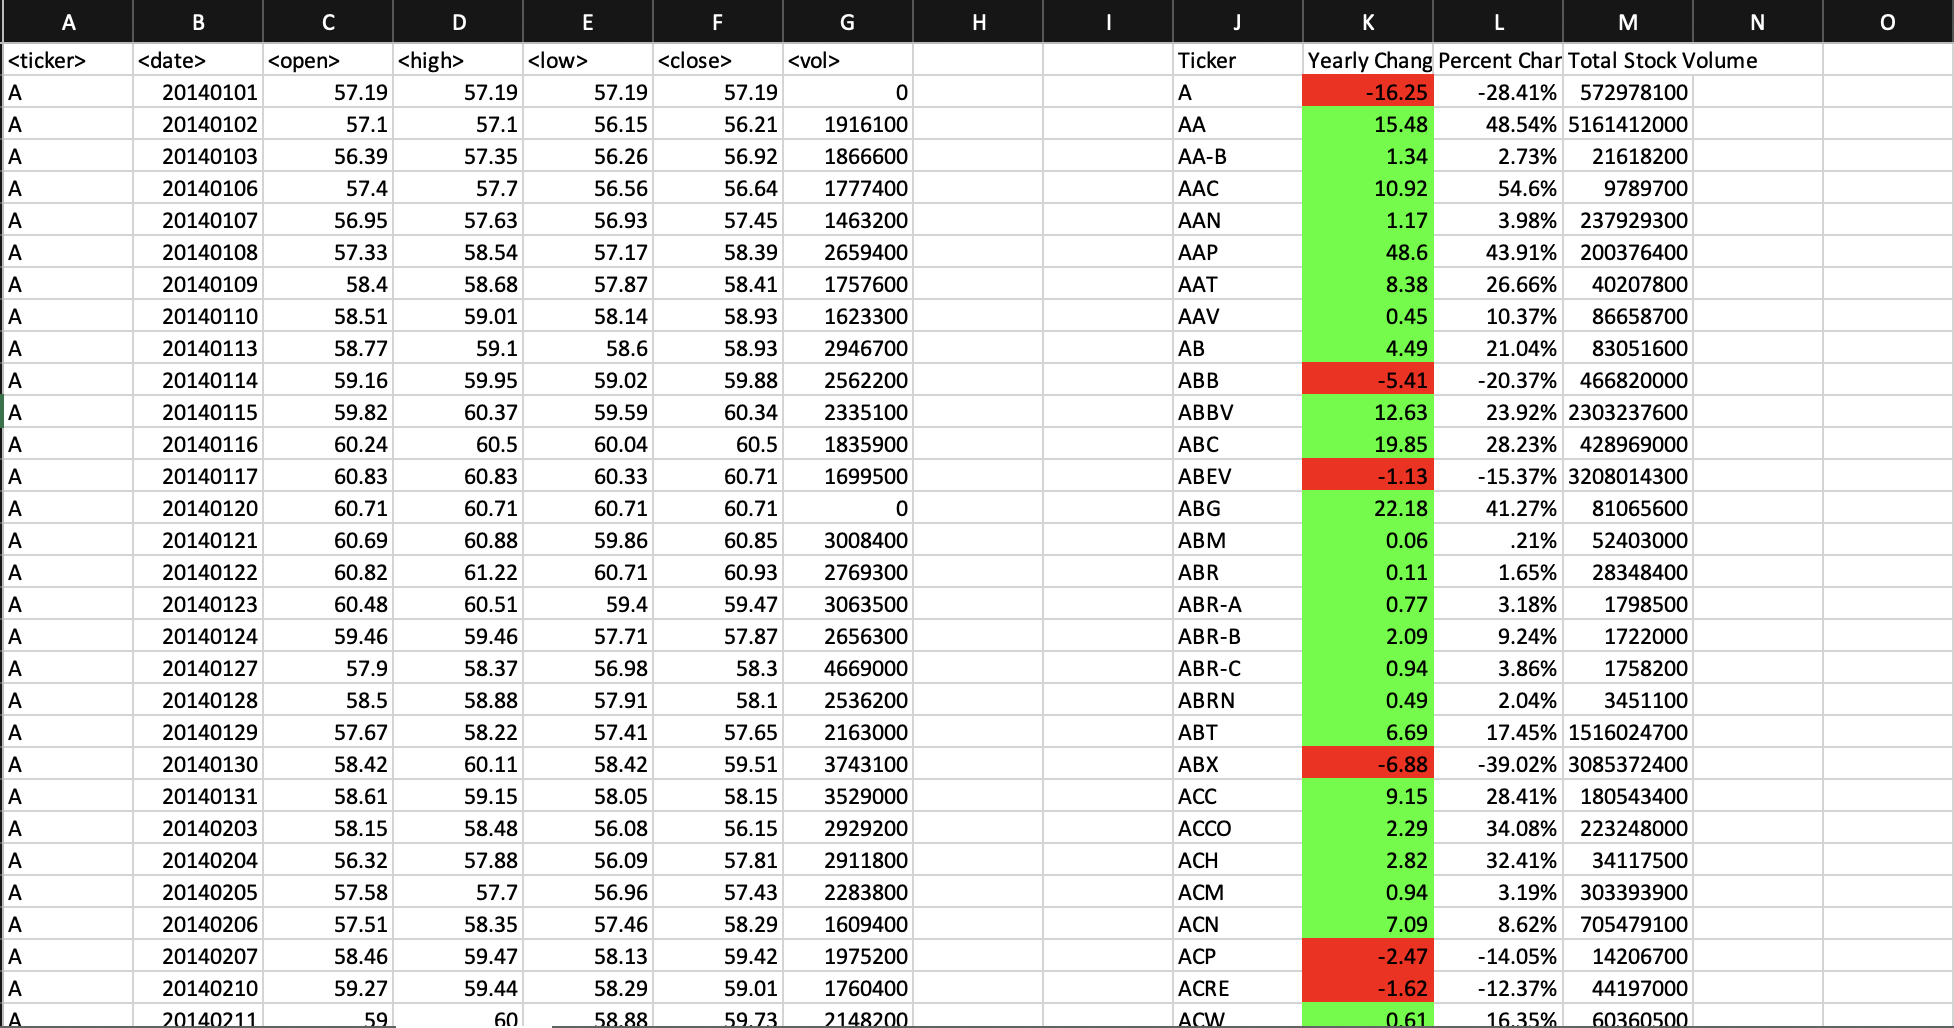 A B C D E F G H I J K L M N O
<ticker> <date> <open> <high> <low> <close> <vol> Ticker Yearly Chang Percent Char Total Stock Volume
A 20140101 57.19 57.19 57.19 57.19 0 A -16.25 -28.41% 572978100
A 20140102 57.1 57.1 56.15 56.21 1916100 AA 15.48 48.54% 5161412000
A 20140103 56.39 57.35 56.26 56.92 1866600 AA-B 1.34 2.73% 21618200
A 20140106 57.4 57.7 56.56 56.64 1777400 AAC 10.92 54.6% 9789700
A 20140107 56.95 57.63 56.93 57.45 1463200 AAN 1.17 3.98% 237929300
A 20140108 57.33 58.54 57.17 58.39 2659400 AAP 48.6 43.91% 200376400
A 20140109 58.4 58.68 57.87 58.41 1757600 AAT 8.38 26.66% 40207800
A 20140110 58.51 59.01 58.14 58.93 1623300 AAV 0.45 10.37% 86658700
A 20140113 58.77 59.1 58.6 58.93 2946700 AB 4.49 21.04% 83051600
A 20140114 59.16 59.95 59.02 59.88 2562200 ABB -5.41 -20.37% 466820000
A 20140115 59.82 60.37 59.59 60.34 2335100 ABBV 12.63 23.92% 2303237600
A 20140116 60.24 60.5 60.04 60.5 1835900 ABC 19.85 28.23% 428969000
A 20140117 60.83 60.83 60.33 60.71 1699500 ABEV -1.13 -15.37% 3208014300
A 20140120 60.71 60.71 60.71 60.71 0 ABG 22.18 41.27% 81065600
A 20140121 60.69 60.88 59.86 60.85 3008400 ABM 0.06 .21% 52403000
A 20140122 60.82 61.22 60.71 60.93 2769300 ABR 0.11 1.65% 28348400
A 20140123 60.48 60.51 59.4 59.47 3063500 ABR-A 0.77 3.18% 1798500
A 20140124 59.46 59.46 57.71 57.87 2656300 ABR-B 2.09 9.24% 1722000
A 20140127 57.9 58.37 56.98 58.3 4669000 ABR-C 0.94 3.86% 1758200
A 20140128 58.5 58.88 57.91 58.1 2536200 ABRN 0.49 2.04% 3451100
A 20140129 57.67 58.22 57.41 57.65 2163000 ABT 6.69 17.45% 1516024700
A 20140130 58.42 60.11 58.42 59.51 3743100 ABX -6.88 -39.02% 3085372400
A 20140131 58.61 59.15 58.05 58.15 3529000 ACC 9.15 28.41% 180543400
A 20140203 58.15 58.48 56.08 56.15 2929200 ACCO 2.29 34.08% 223248000
A 20140204 56.32 57.88 56.09 57.81 2911800 ACH 2.82 32.41% 34117500
A 20140205 57.58 57.7 56.96 57.43 2283800 ACM 0.94 3.19% 303393900
A 20140206 57.51 58.35 57.46 58.29 1609400 ACN 7.09 8.62% 705479100
A 20140207 58.46 59.47 58.13 59.42 1975200 ACP -2.47 -14.05% 14206700
A 20140210 59.27 59.44 58.29 59.01 1760400 ACRE -1.62 -12.37% 44197000
A 20140211 59 60 58.88 59.73 2148200 ACW 0.61 16.35% 60360500